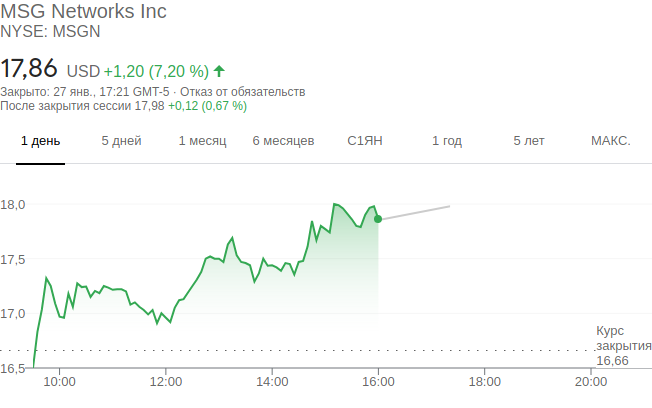 MSG Networks Inc
NYSE: MSGN
17,86 USD +1,20 (7,20 %)
Закрыто: 27 янв., 17:21 GMT-5 · Отказ от обязательств
После закрытия сессии 17,98 +0,12 (0,67 %)
1 день 5 дней 1 месяц 6 месяцев С1ЯН 1 год 5 лет МАКС.
18,0
17,5
17,0
Курс
закрытия
16,66
16,5
10:00 12:00 14:00 16:00 18:00 20:00